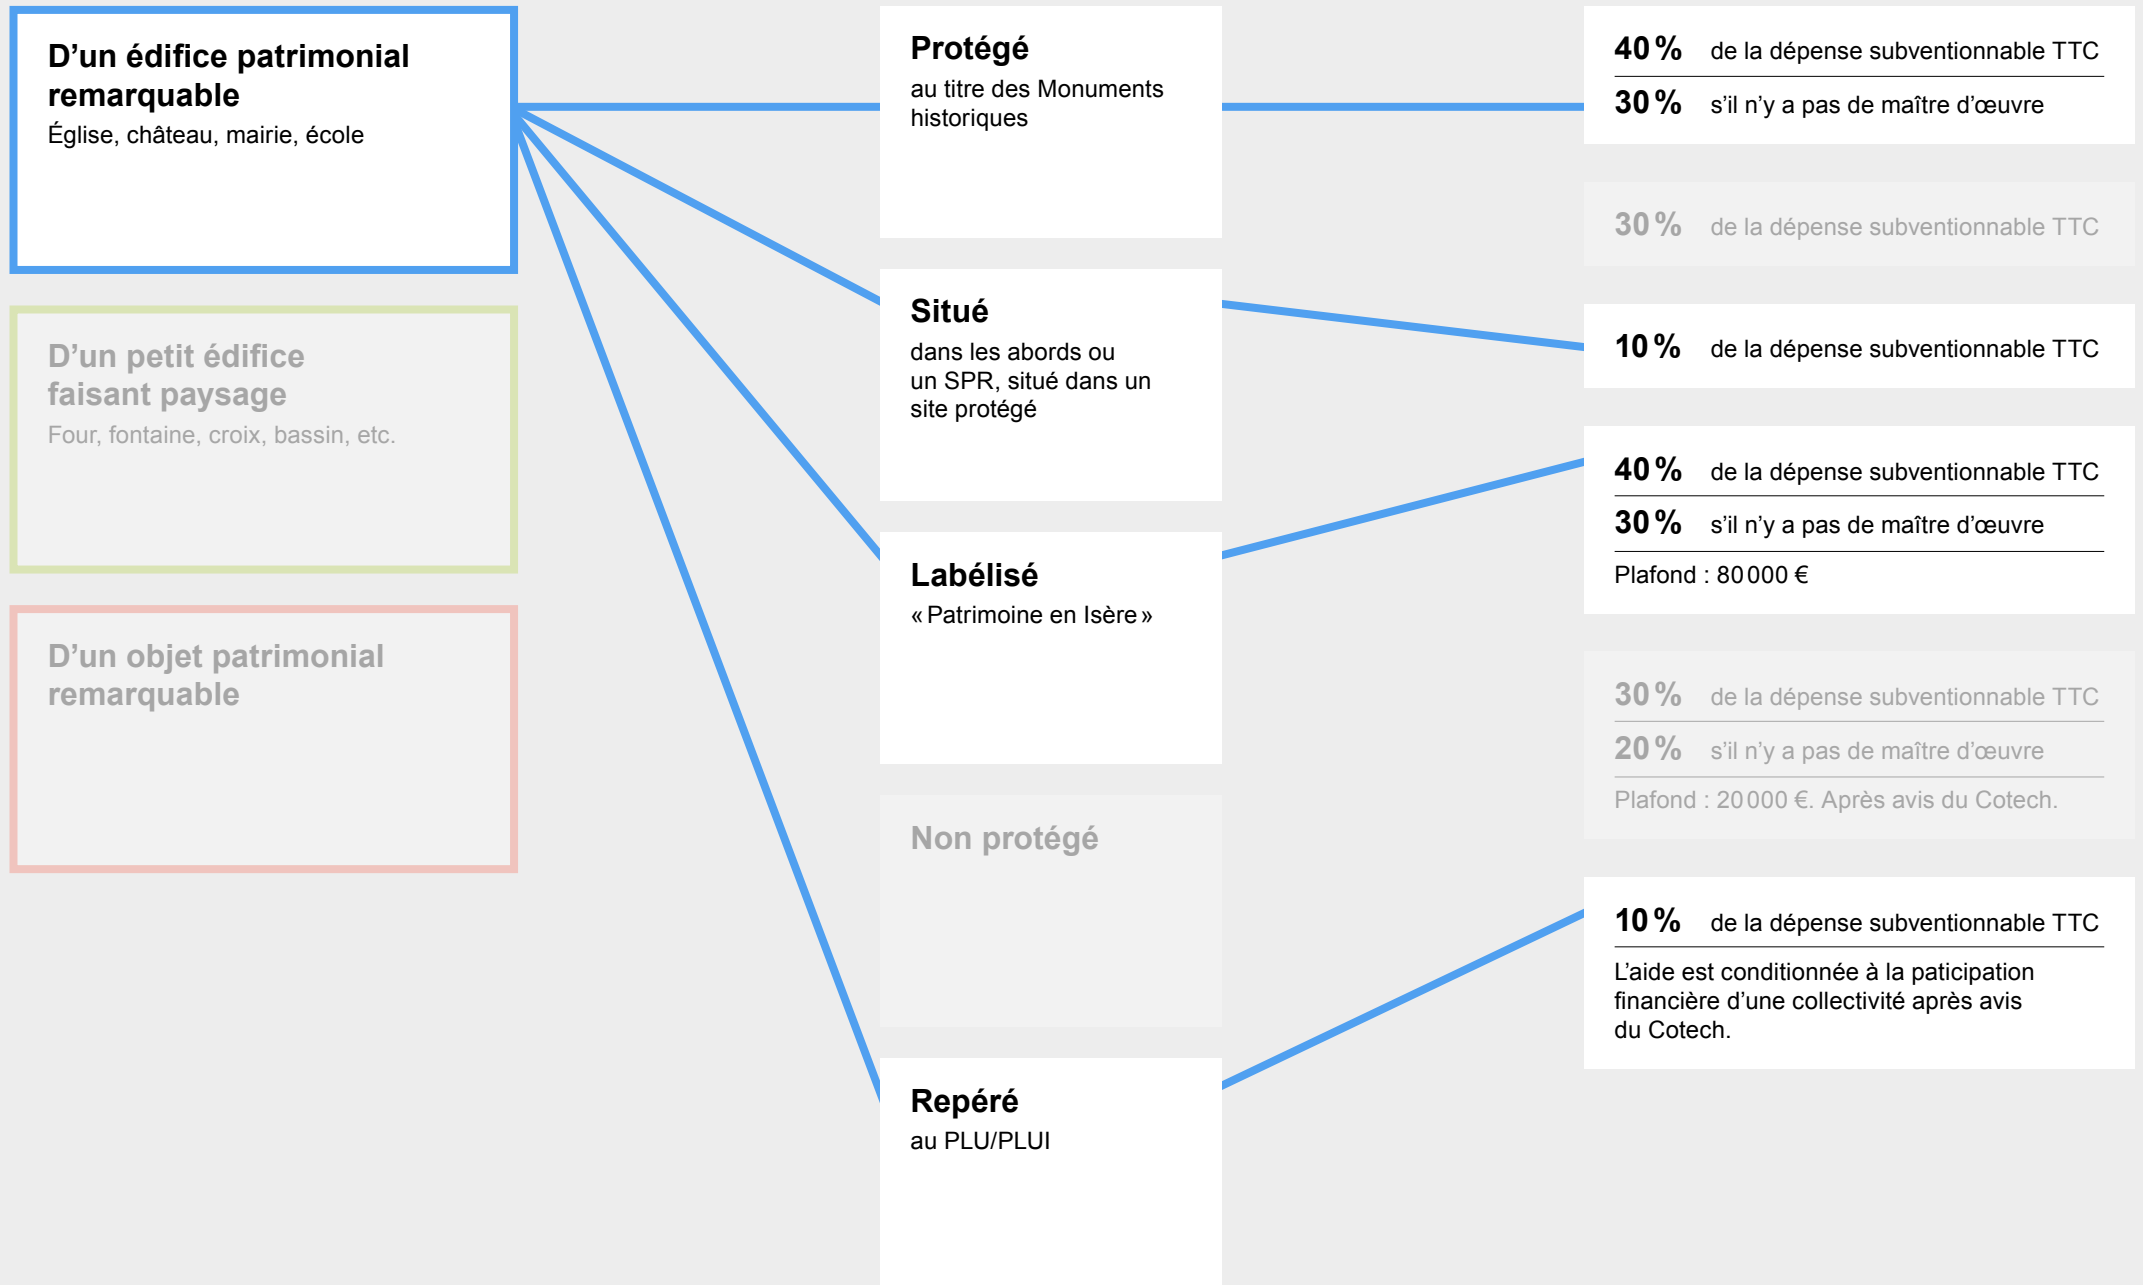 D’un édifice patrimonial
remarquable
Église, château, mairie, école
D’un petit édifice
faisant paysage
Four, fontaine, croix, bassin, etc.
D’un objet patrimonial
remarquable
Protégé
au titre des Monuments
historiques
Situé
dans les abords ou
un SPR, situé dans un
site protégé
Labélisé
« Patrimoine en Isère »
Non protégé
Repéré
au PLU/PLUI
40 % de la dépense subventionnable TTC
30 % s’il n’y a pas de maître d’œuvre
30 % de la dépense subventionnable TTC
10 % de la dépense subventionnable TTC
40 % de la dépense subventionnable TTC
30 % s’il n’y a pas de maître d’œuvre
Plafond : 80 000 €
30 % de la dépense subventionnable TTC
20 % s’il n’y a pas de maître d’œuvre
Plafond : 20 000 €. Après avis du Cotech.
10 % de la dépense subventionnable TTC
L’aide est conditionnée à la paticipation
financière d’une collectivité après avis
du Cotech.